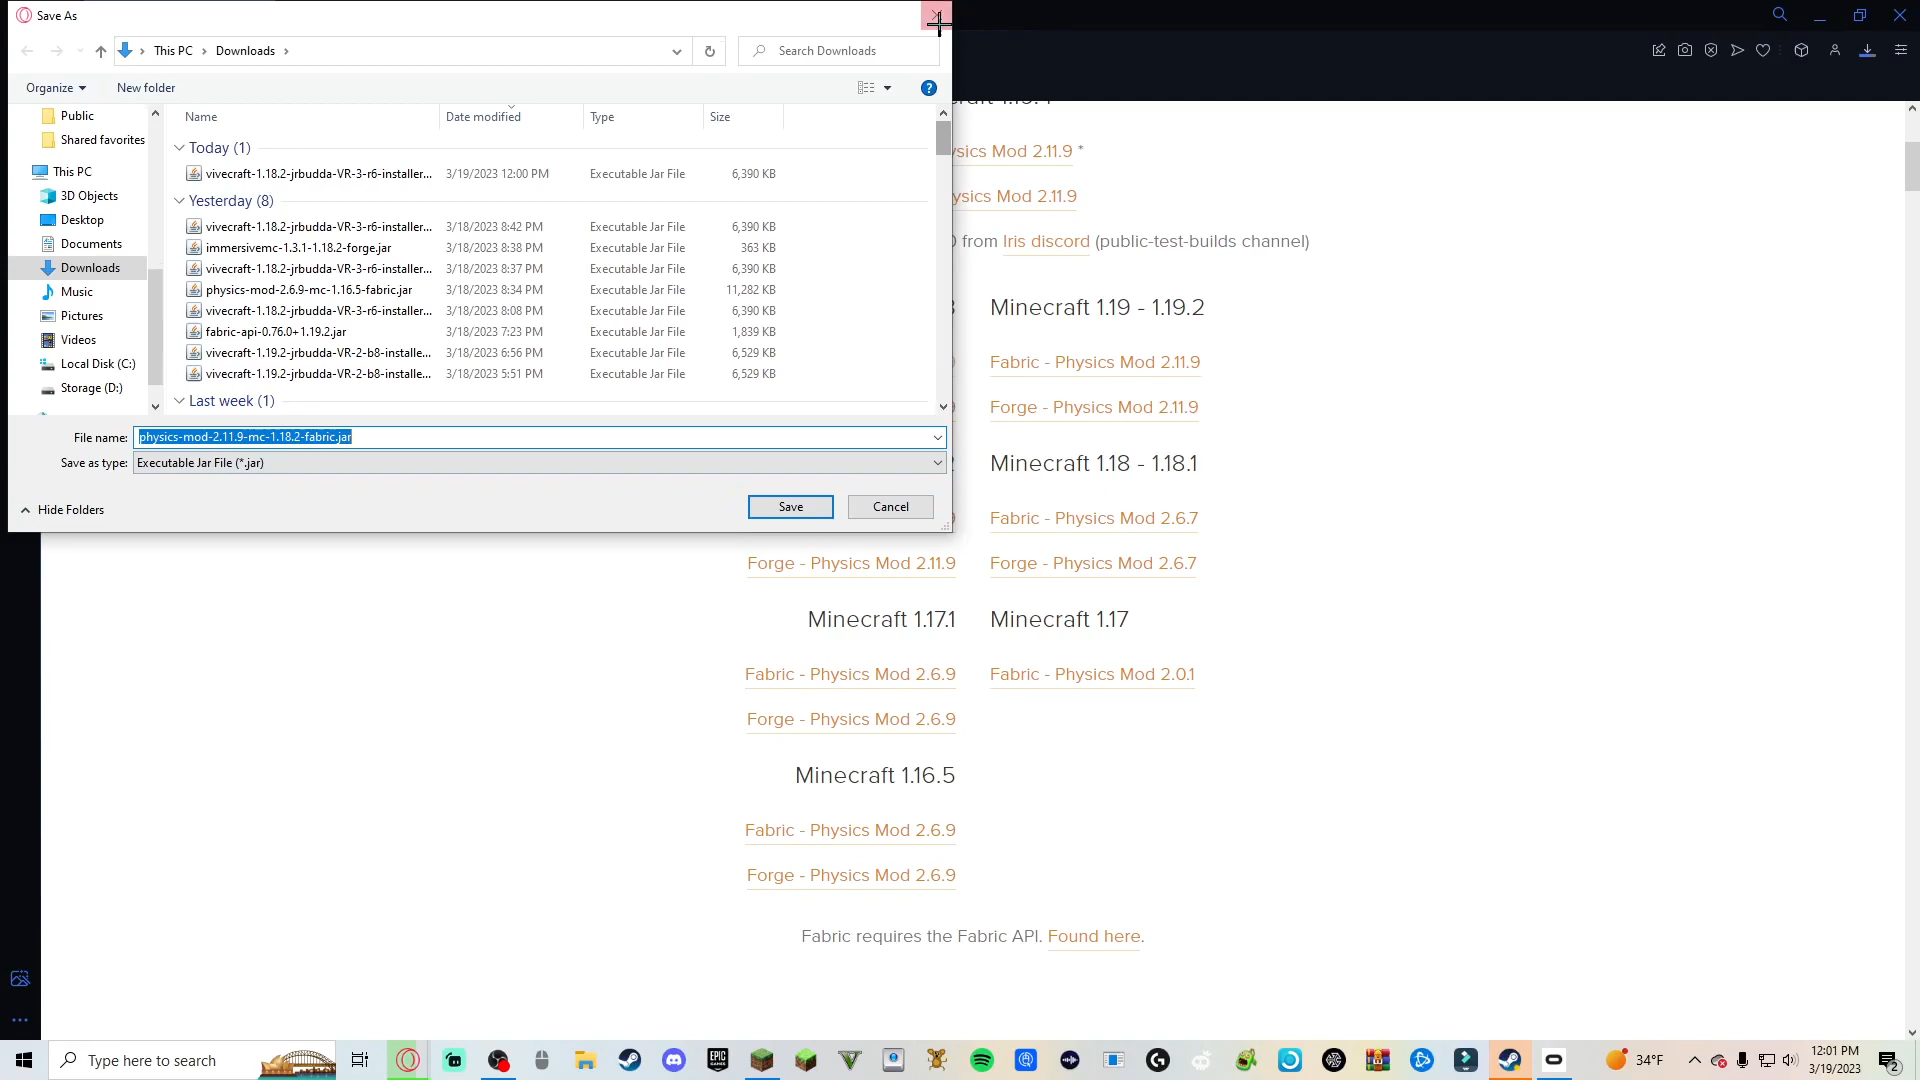 Save As
This PC > Downloads >
Search Downloads
Organize
New folder
Name
Date modified
Type
Size
Public
Shared favorites
This PC
3D Objects
Desktop
Documents
Downloads
Music
Pictures
Videos
Local Disk (C:)
Storage (D:)
Today (1)
vivecraft-1.18.2-jrbudda-VR-3-r6-installer... 3/19/2023 12:00 PM Executable Jar File 6,390 KB
Yesterday (8)
vivecraft-1.18.2-jrbudda-VR-3-r6-installer... 3/18/2023 8:42 PM Executable Jar File 6,390 KB
immersivemc-1.3.1-1.18.2-forge.jar 3/18/2023 8:38 PM Executable Jar File 363 KB
vivecraft-1.18.2-jrbudda-VR-3-r6-installer... 3/18/2023 8:37 PM Executable Jar File 6,390 KB
physics-mod-2.6.9-mc-1.16.5-fabric.jar 3/18/2023 8:34 PM Executable Jar File 11,282 KB
vivecraft-1.18.2-jrbudda-VR-3-r6-installer... 3/18/2023 8:08 PM Executable Jar File 6,390 KB
fabric-api-0.76.0+1.19.2.jar 3/18/2023 7:23 PM Executable Jar File 1,839 KB
vivecraft-1.19.2-jrbudda-VR-2-b8-installe... 3/18/2023 6:56 PM Executable Jar File 6,529 KB
vivecraft-1.19.2-jrbudda-VR-2-b8-installe... 3/18/2023 5:51 PM Executable Jar File 6,529 KB
Last week (1)
File name: physics-mod-2.11.9-mc-1.18.2-fabric.jar
Save as type: Executable Jar File (*.jar)
Hide Folders
Save
Cancel
Mod 2.11.9 *
Mod 2.11.9
from Iris discord (public-test-builds channel)
Minecraft 1.19 - 1.19.2
Fabric - Physics Mod 2.11.9
Forge - Physics Mod 2.11.9
Minecraft 1.18 - 1.18.1
Fabric - Physics Mod 2.6.7
Forge - Physics Mod 2.11.9
Forge - Physics Mod 2.6.7
Minecraft 1.17.1
Minecraft 1.17
Fabric - Physics Mod 2.6.9
Fabric - Physics Mod 2.0.1
Forge - Physics Mod 2.6.9
Minecraft 1.16.5
Fabric - Physics Mod 2.6.9
Forge - Physics Mod 2.6.9
Fabric requires the Fabric API. Found here.
Type here to search
EPIC GAMES
34°F
12:01 PM
3/19/2023
2